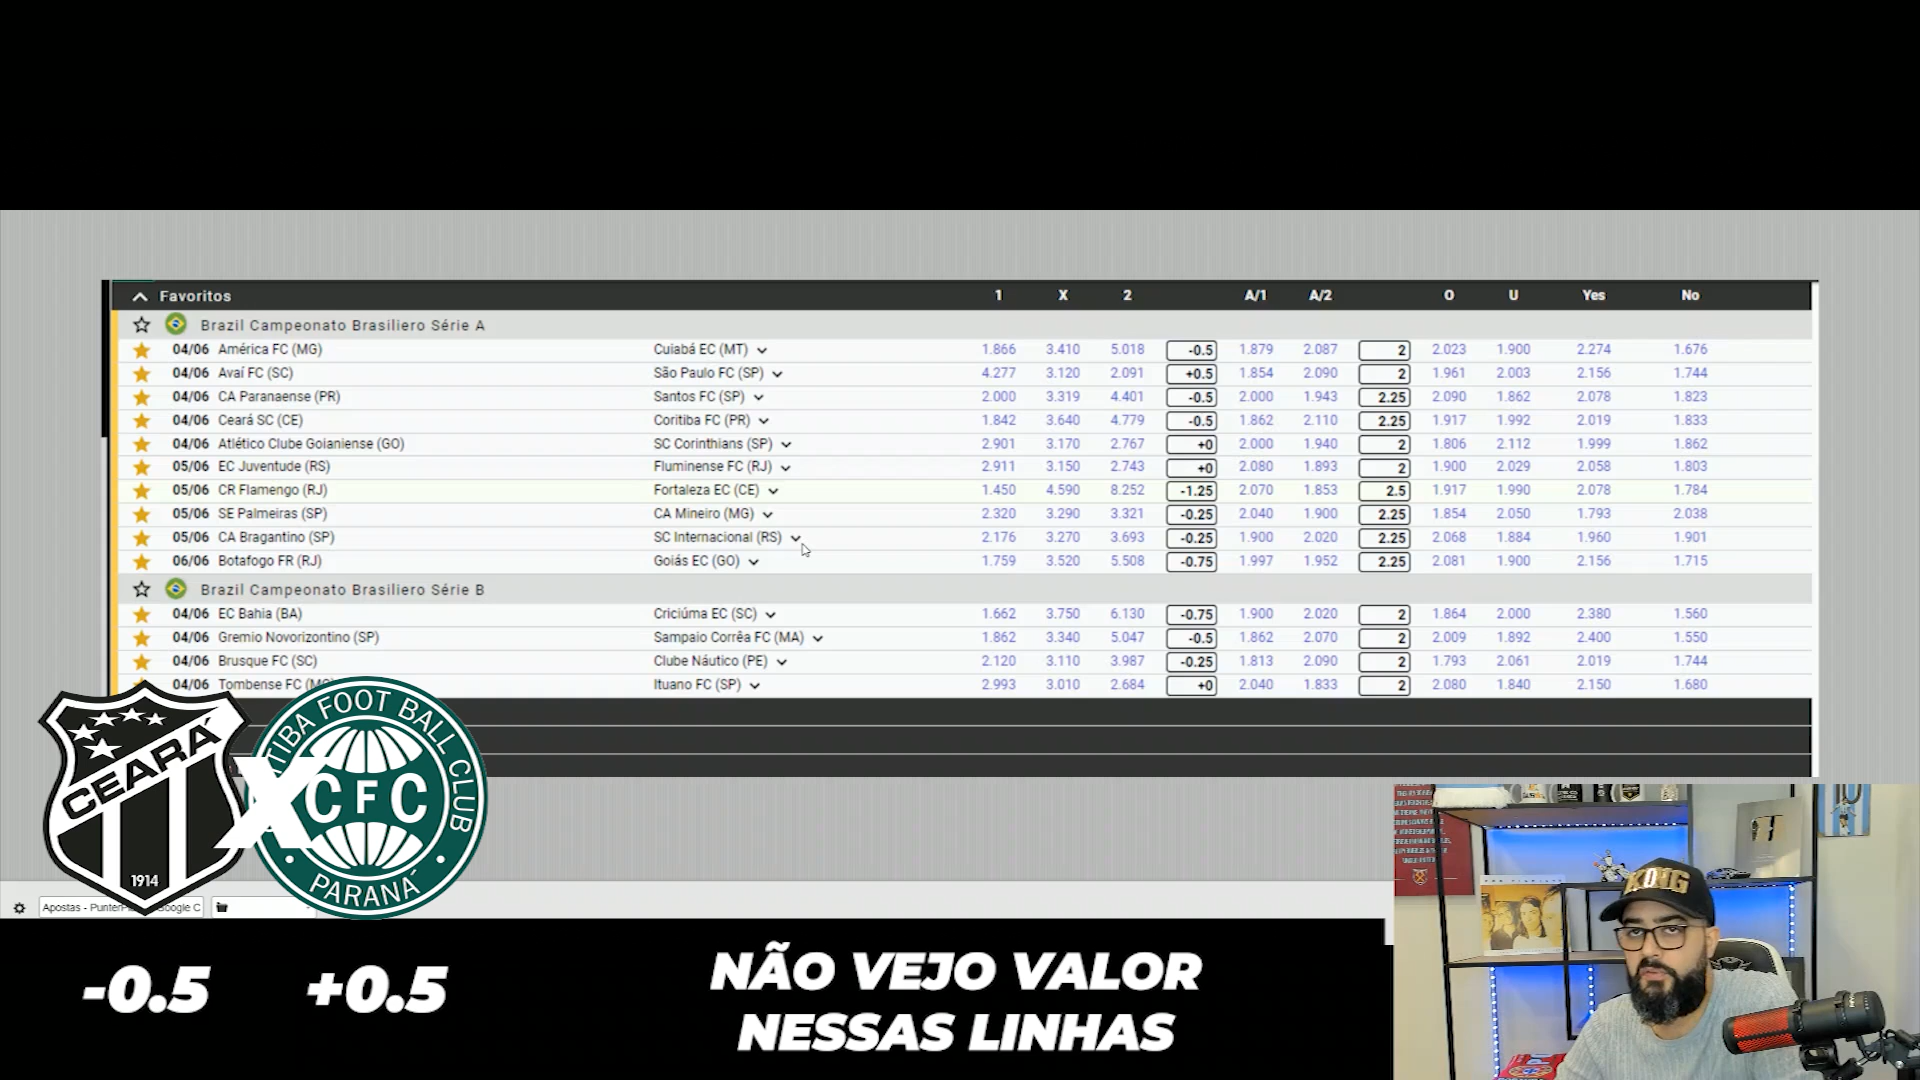 Favoritos 1 X 2 A/1 A/2 O U Yes No
Brazil Campeonato Brasiliero Série A
04/06 América FC (MG) Cuiabá EC (MT) 1.866 3.410 5.018 -0.5 1.879 2.087 2 2.023 1.900 2.274 1.676
04/06 Avaí FC (SC) São Paulo FC (SP) 4.277 3.120 2.091 +0.5 1.854 2.090 2 1.961 2.003 2.156 1.744
04/06 CA Paranaense (PR) Santos FC (SP) 2.000 3.319 4.401 -0.5 2.000 1.943 2.25 2.090 1.862 2.078 1.823
04/06 Ceará SC (CE) Coritiba FC (PR) 1.842 3.640 4.779 -0.5 1.862 2.110 2.25 1.917 1.992 2.019 1.833
04/06 Atlético Clube Goianiense (GO) SC Corinthians (SP) 2.901 3.170 2.767 +0 2.000 1.940 2 1.806 2.112 1.999 1.862
05/06 EC Juventude (RS) Fluminense FC (RJ) 2.911 3.150 2.743 +0 2.080 1.893 2 1.900 2.029 2.058 1.803
05/06 CR Flamengo (RJ) Fortaleza EC (CE) 1.450 4.590 8.252 -1.25 2.070 1.853 2.5 1.917 1.990 2.078 1.784
05/06 SE Palmeiras (SP) CA Mineiro (MG) 2.320 3.290 3.321 -0.25 2.040 1.900 2.25 1.854 2.050 1.793 2.038
05/06 CA Bragantino (SP) SC Internacional (RS) 2.176 3.270 3.693 -0.25 1.900 2.020 2.25 2.068 1.884 1.960 1.901
06/06 Botafogo FR (RJ) Goiás EC (GO) 1.759 3.520 5.508 -0.75 1.997 1.952 2.25 2.081 1.900 2.156 1.715
Brazil Campeonato Brasiliero Série B
04/06 EC Bahia (BA) Criciúma EC (SC) 1.662 3.750 6.130 -0.75 1.900 2.020 2 1.864 2.000 2.380 1.560
04/06 Gremio Novorizontino (SP) Sampaio Corrêa FC (MA) 1.862 3.340 5.047 -0.5 1.862 2.070 2 2.009 1.892 2.400 1.550
04/06 Brusque FC (SC) Clube Náutico (PE) 2.120 3.110 3.987 -0.25 1.813 2.090 2 1.793 2.061 2.019 1.744
04/06 Tombense FC Ituano FC (SP) 2.993 3.010 2.684 +0 2.040 1.833 2 2.080 1.840 2.150 1.680
CEARÁ
1914
X
TIBA FOOT BALL CLUB
CFC
PARANÁ
Apostas - Punter
-0.5 +0.5
NÃO VEJO VALOR
NESSAS LINHAS
KONG